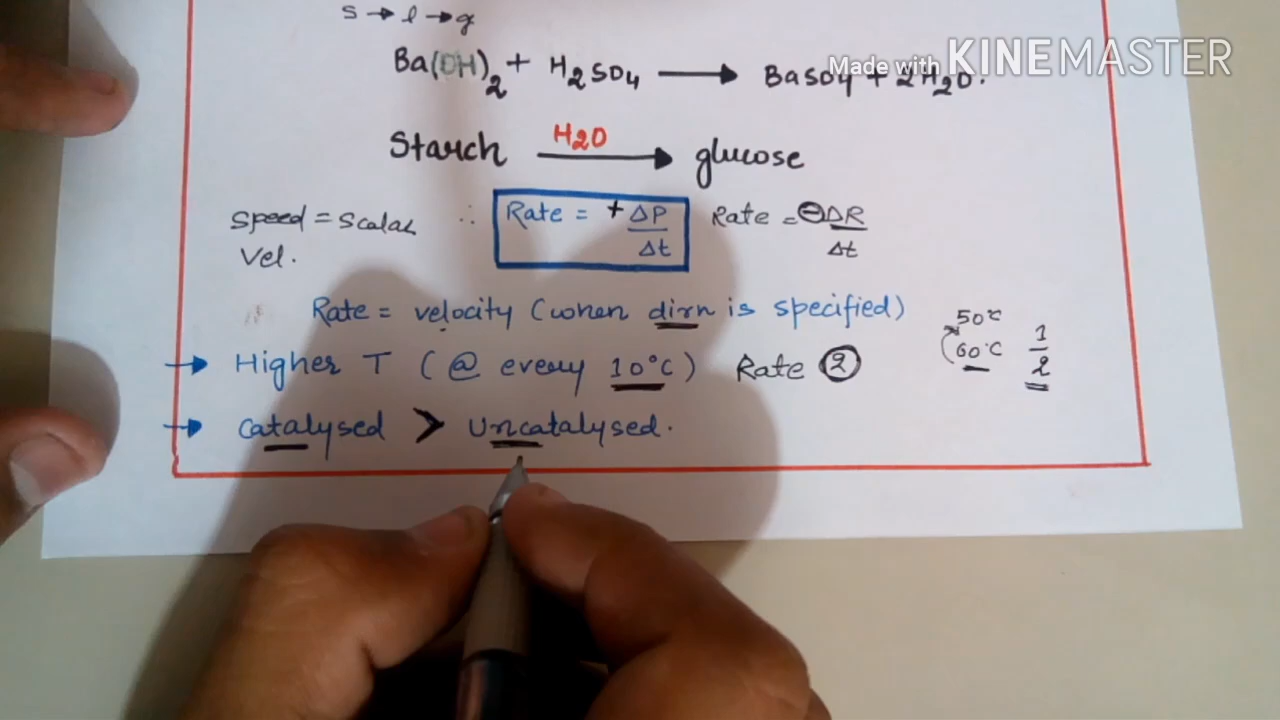 s → l → g
Ba(OH)2 + H2SO4 → BaSO4 + 2H2O.
Made with KINEMASTER
Starch H2O → glucose
Speed = Scalar ∴ Rate = + ΔP/Δt Rate = ⊖ ΔR/Δt
Vel.
Rate = velocity (when dirn is specified)
50°C
→ Higher T (@ every 10°C) Rate ② 60°C 1/2
→ Catalysed > Uncatalysed.